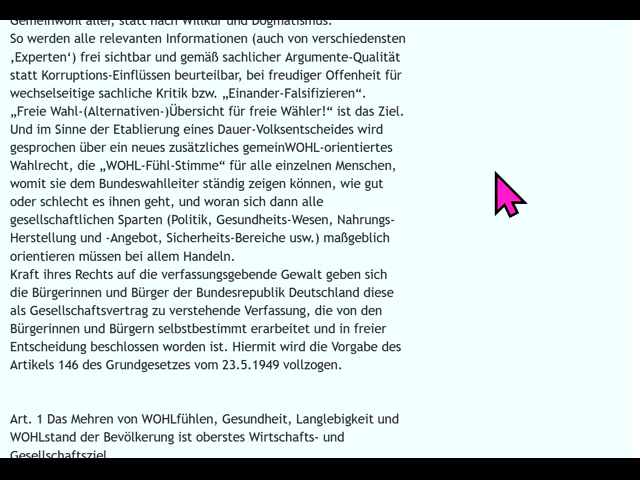 Gemeinwohl aller, statt nach Willkür und Dogmatismus.
So werden alle relevanten Informationen (auch von verschiedensten
‚Experten‘) frei sichtbar und gemäß sachlicher Argumente-Qualität
statt Korruptions-Einflüssen beurteilbar, bei freudiger Offenheit für
wechselseitige sachliche Kritik bzw. „Einander-Falsifizieren“.
„Freie Wahl-(Alternativen-)Übersicht für freie Wähler!“ ist das Ziel.
Und im Sinne der Etablierung eines Dauer-Volksentscheides wird
gesprochen über ein neues zusätzliches gemeinWOHL-orientiertes
Wahlrecht, die „WOHL-Fühl-Stimme“ für alle einzelnen Menschen,
womit sie dem Bundeswahlleiter ständig zeigen können, wie gut
oder schlecht es ihnen geht, und woran sich dann alle
gesellschaftlichen Sparten (Politik, Gesundheits-Wesen, Nahrungs-
Herstellung und -Angebot, Sicherheits-Bereiche usw.) maßgeblich
orientieren müssen bei allem Handeln.
Kraft ihres Rechts auf die verfassungsgebende Gewalt geben sich
die Bürgerinnen und Bürger der Bundesrepublik Deutschland diese
als Gesellschaftsvertrag zu verstehende Verfassung, die von den
Bürgerinnen und Bürgern selbstbestimmt erarbeitet und in freier
Entscheidung beschlossen worden ist. Hiermit wird die Vorgabe des
Artikels 146 des Grundgesetzes vom 23.5.1949 vollzogen.
Art. 1 Das Mehren von WOHLfühlen, Gesundheit, Langlebigkeit und
WOHLstand der Bevölkerung ist oberstes Wirtschafts- und
Gesellschaftsziel